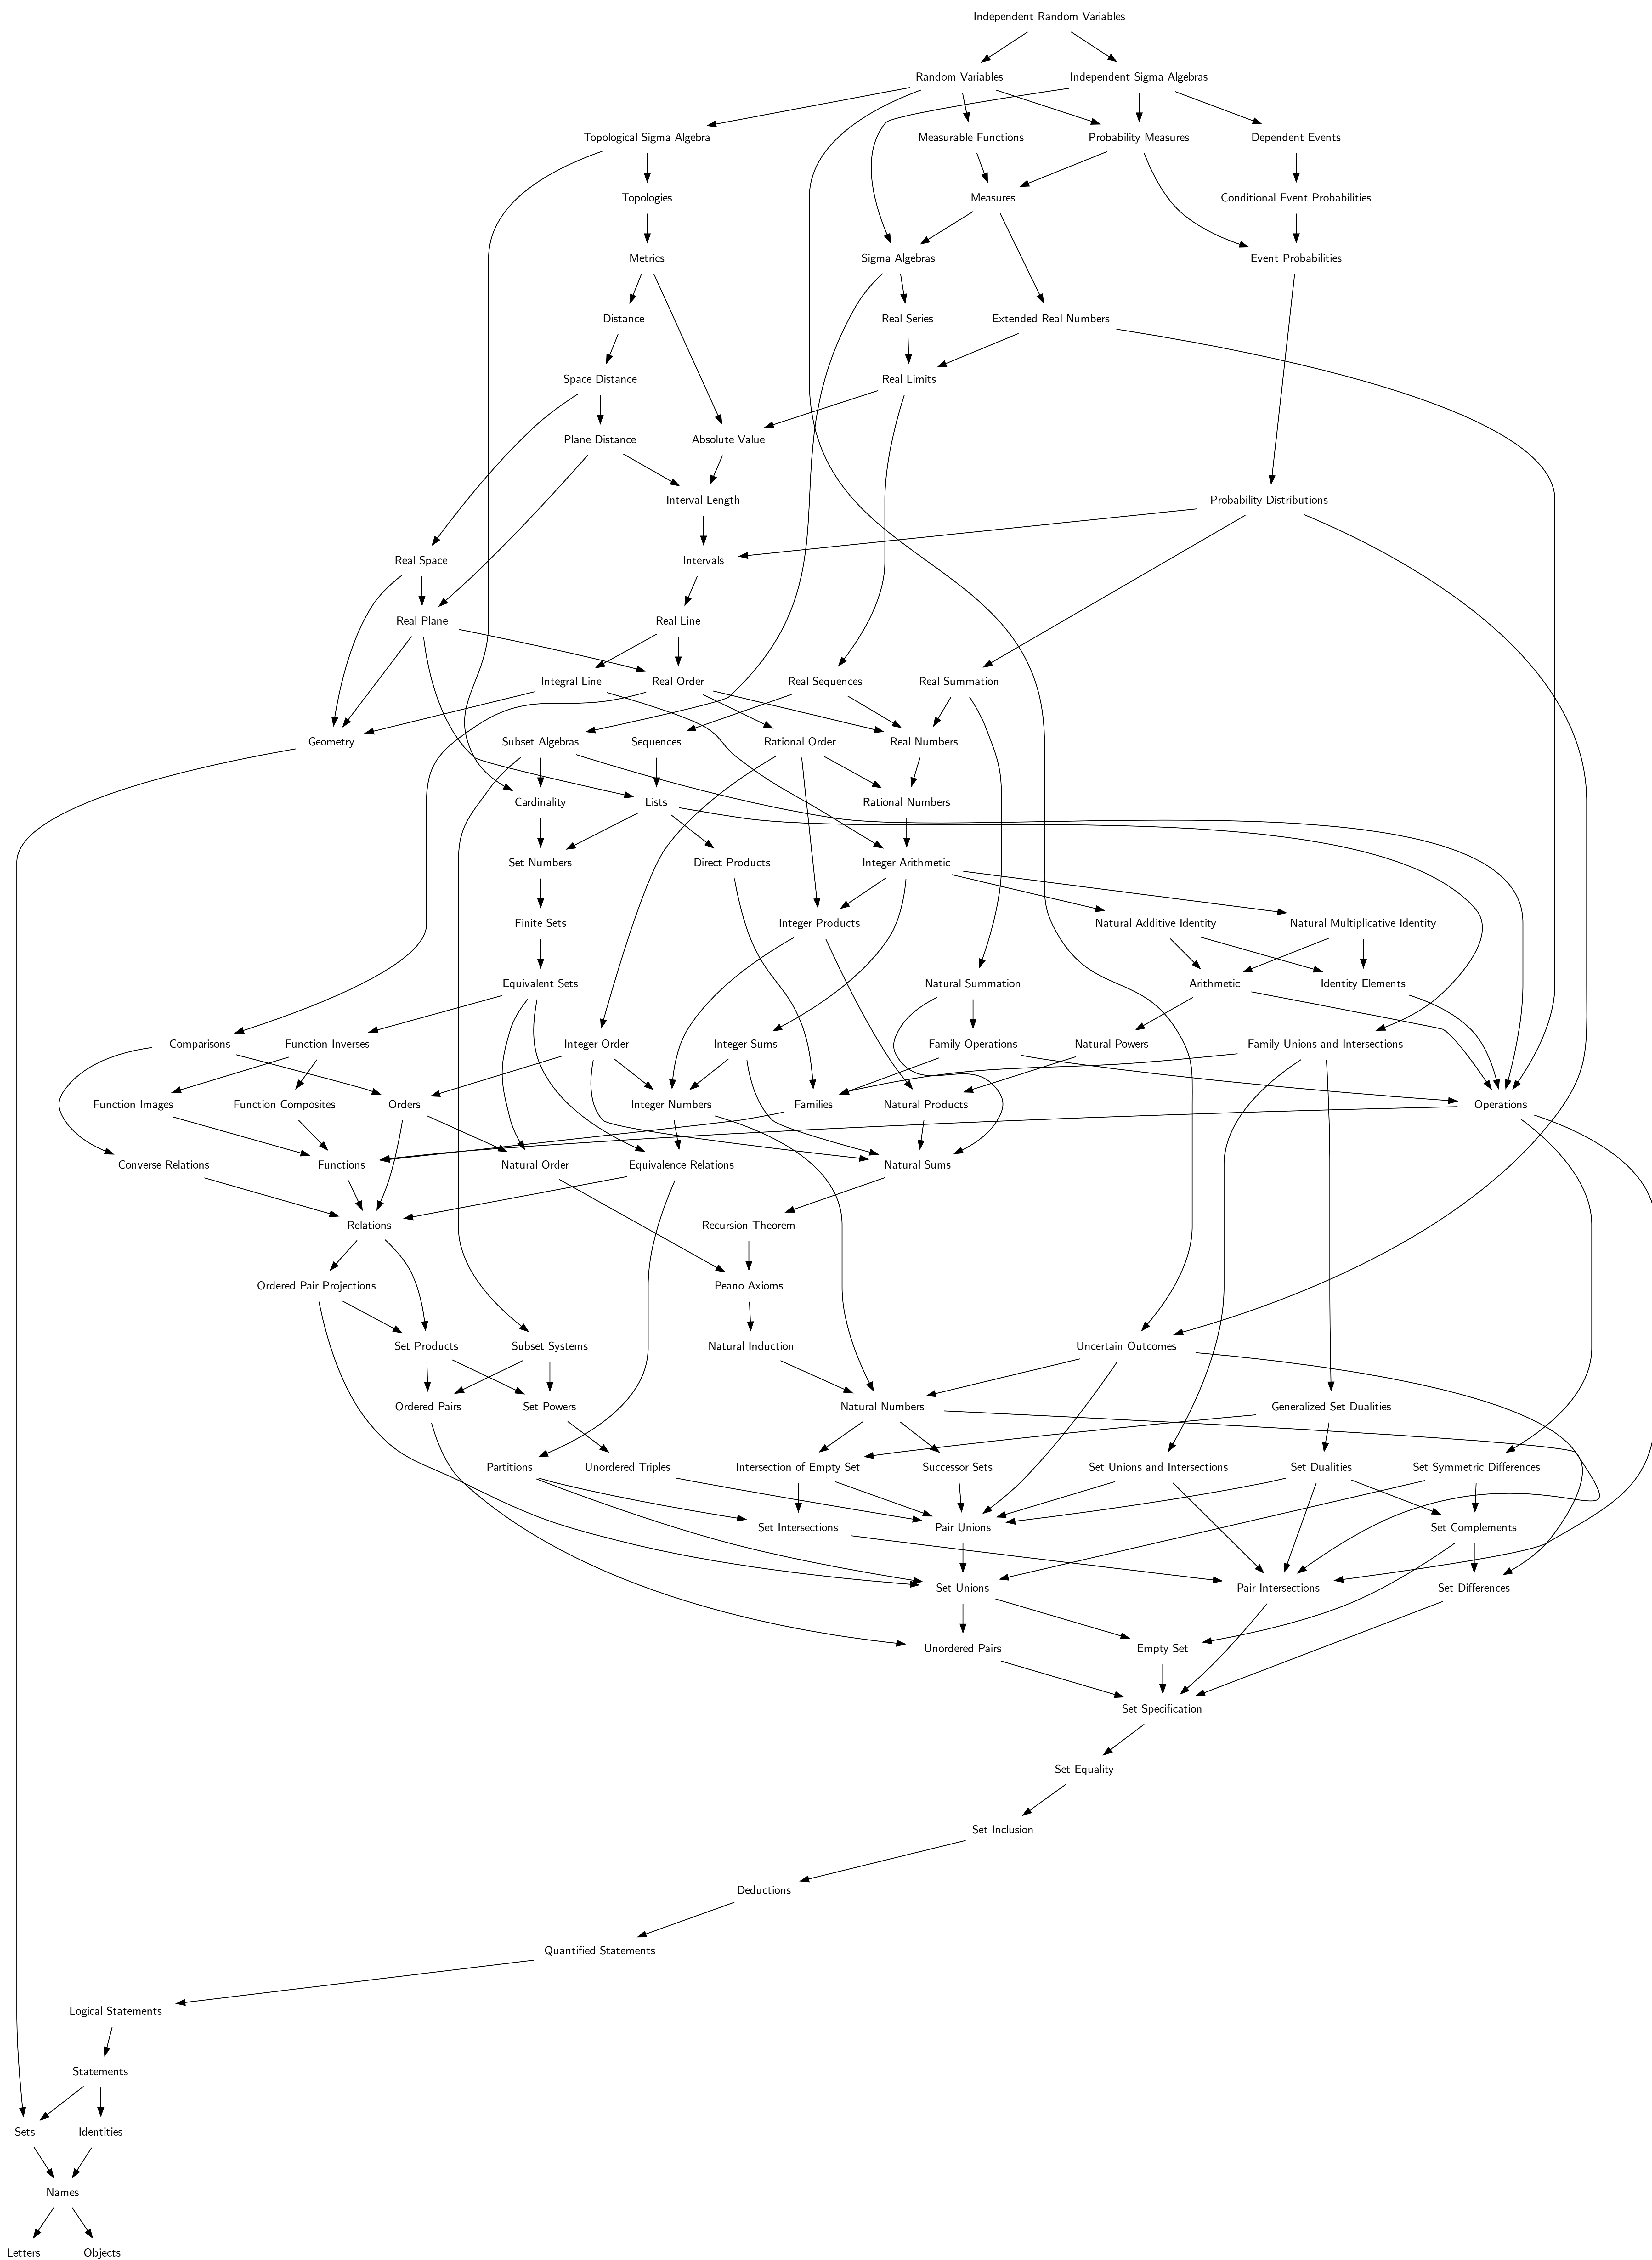 Independent Random Variables
Random Variables
Independent Sigma Algebras
Topological Sigma Algebra
Measurable Functions
Probability Measures
Dependent Events
Topologies
Measures
Conditional Event Probabilities
Metrics
Sigma Algebras
Event Probabilities
Distance
Real Series
Extended Real Numbers
Space Distance
Real Limits
Plane Distance
Absolute Value
Interval Length
Probability Distributions
Real Space
Intervals
Real Plane
Real Line
Integral Line
Real Order
Real Sequences
Real Summation
Geometry
Subset Algebras
Sequences
Rational Order
Real Numbers
Cardinality
Lists
Rational Numbers
Set Numbers
Direct Products
Integer Arithmetic
Finite Sets
Integer Products
Natural Additive Identity
Natural Multiplicative Identity
Equivalent Sets
Natural Summation
Arithmetic
Identity Elements
Comparisons
Function Inverses
Integer Order
Integer Sums
Family Operations
Natural Powers
Family Unions and Intersections
Function Images
Function Composites
Orders
Integer Numbers
Families
Natural Products
Operations
Converse Relations
Functions
Natural Order
Equivalence Relations
Natural Sums
Relations
Recursion Theorem
Ordered Pair Projections
Peano Axioms
Set Products
Subset Systems
Natural Induction
Uncertain Outcomes
Ordered Pairs
Set Powers
Natural Numbers
Generalized Set Dualities
Partitions
Unordered Triples
Intersection of Empty Set
Successor Sets
Set Unions and Intersections
Set Dualities
Set Symmetric Differences
Set Intersections
Pair Unions
Set Complements
Set Unions
Pair Intersections
Set Differences
Unordered Pairs
Empty Set
Set Specification
Set Equality
Set Inclusion
Deductions
Quantified Statements
Logical Statements
Statements
Sets
Identities
Names
Letters
Objects